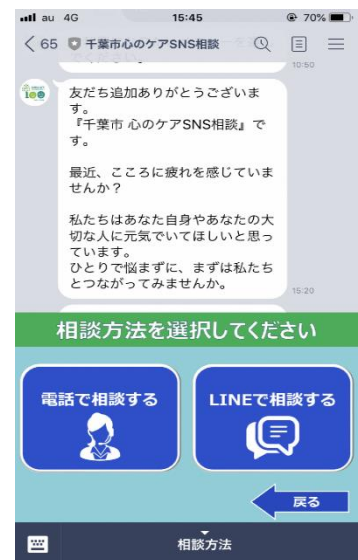 au 4G 15:45 70%
65 千葉市心のケアSNS相談
10:50
友だち追加ありがとうございま
す。
『千葉市 心のケアSNS相談』で
す。
最近、こころに疲れを感じていま
せんか？
私たちはあなた自身やあなたの大
切な人に元気でいてほしいと思っ
ています。
ひとりで悩まずに、まずは私たち
とつながってみませんか。
15:20
相談方法を選択してください
電話で相談する
LINEで相談する
戻る
相談方法